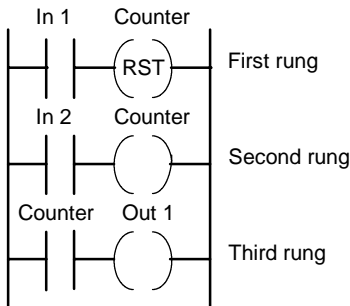 In 1 Counter
RST First rung
In 2 Counter
Second rung
Counter Out 1
Third rung